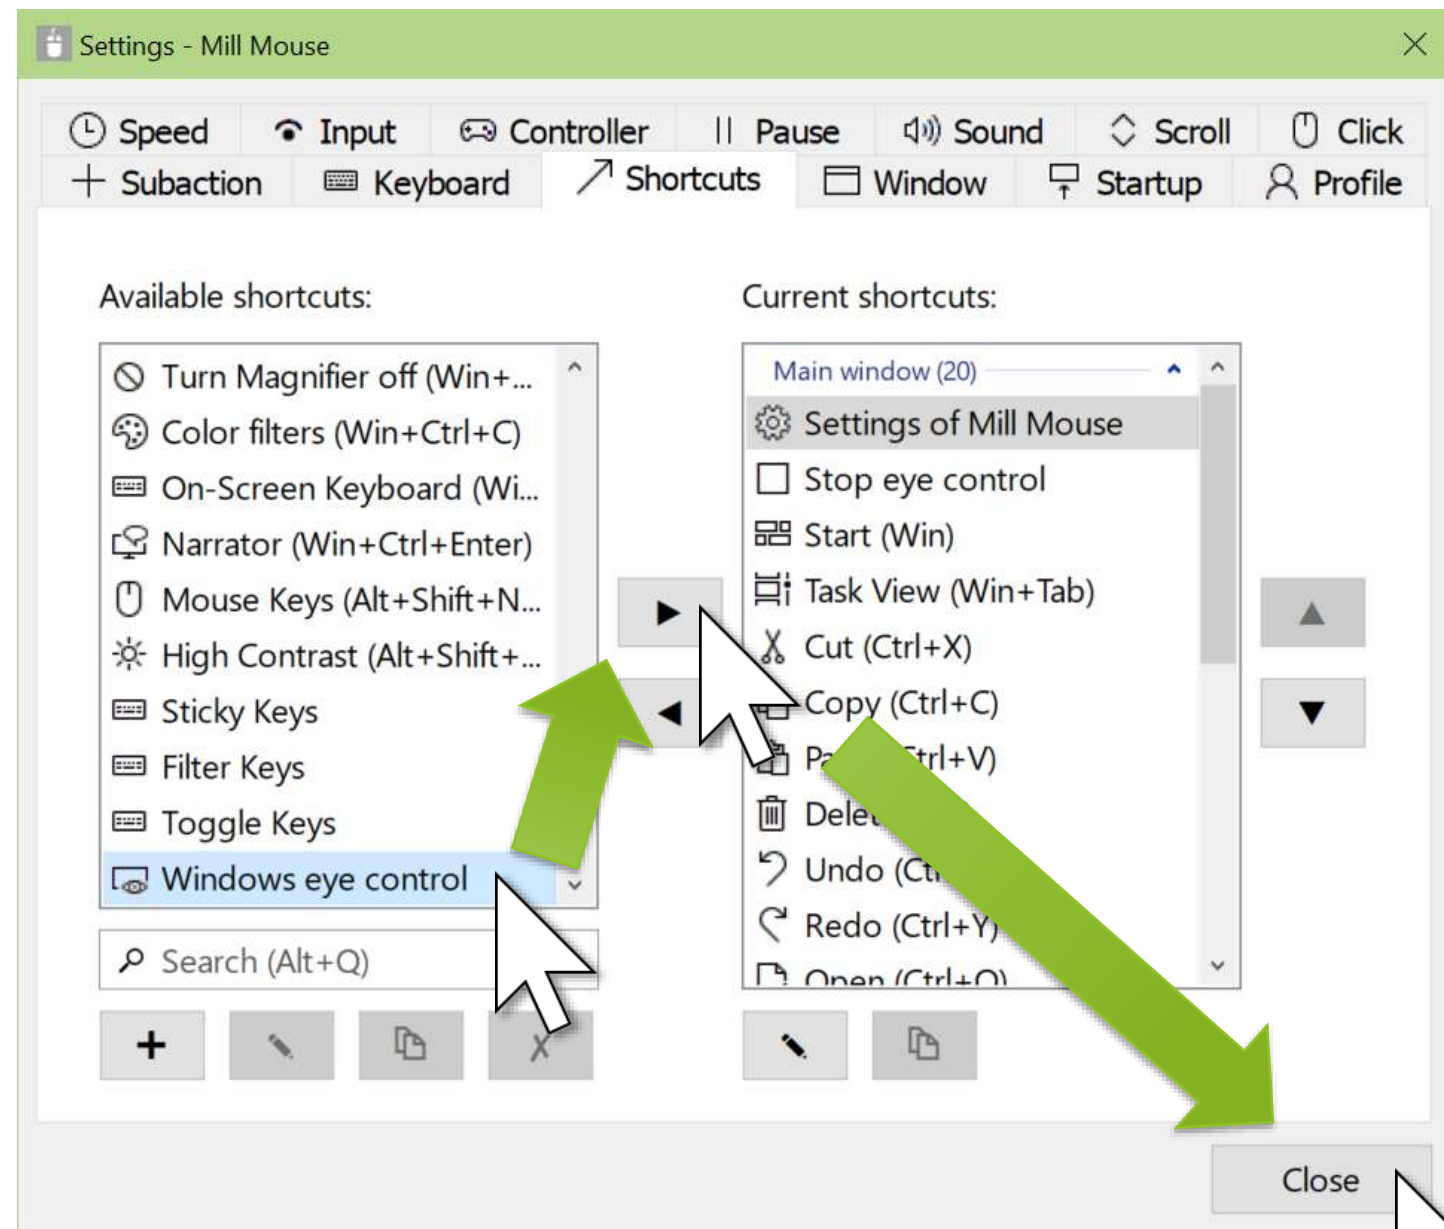 Settings - Mill Mouse
Speed Input Controller Pause Sound Scroll Click
Subaction Keyboard Shortcuts Window Startup Profile
Available shortcuts:
Turn Magnifier off (Win+...
Color filters (Win+Ctrl+C)
On-Screen Keyboard (Wi...
Narrator (Win+Ctrl+Enter)
Mouse Keys (Alt+Shift+N...
High Contrast (Alt+Shift+...
Sticky Keys
Filter Keys
Toggle Keys
Windows eye control
Search (Alt+Q)
Current shortcuts:
Main window (20)
Settings of Mill Mouse
Stop eye control
Start (Win)
Task View (Win+Tab)
Cut (Ctrl+X)
Copy (Ctrl+C)
Undo
Redo (Ctrl+Y)
Open (Ctrl+O)
Close